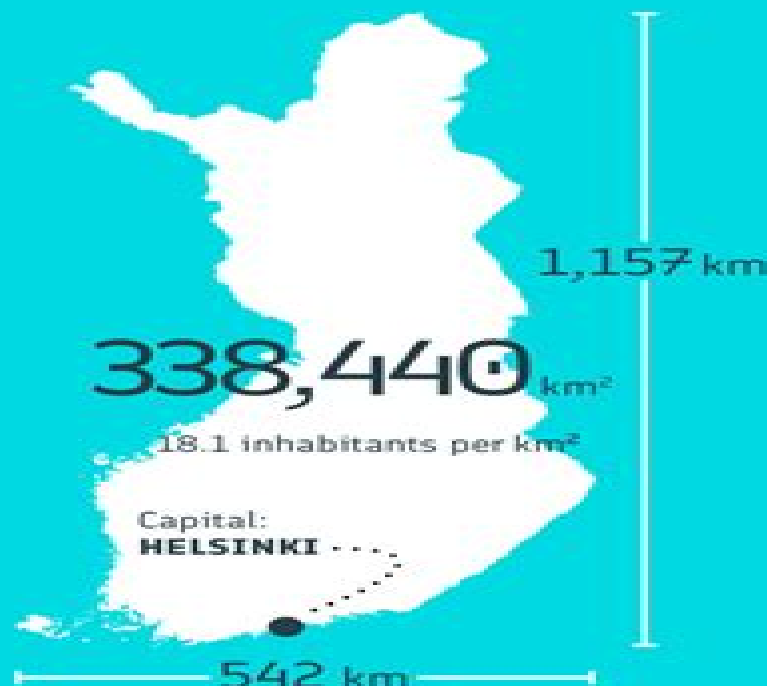 1,157 km
338,440 km²
18.1 inhabitants per km²
Capital:
HELSINKI
542 km